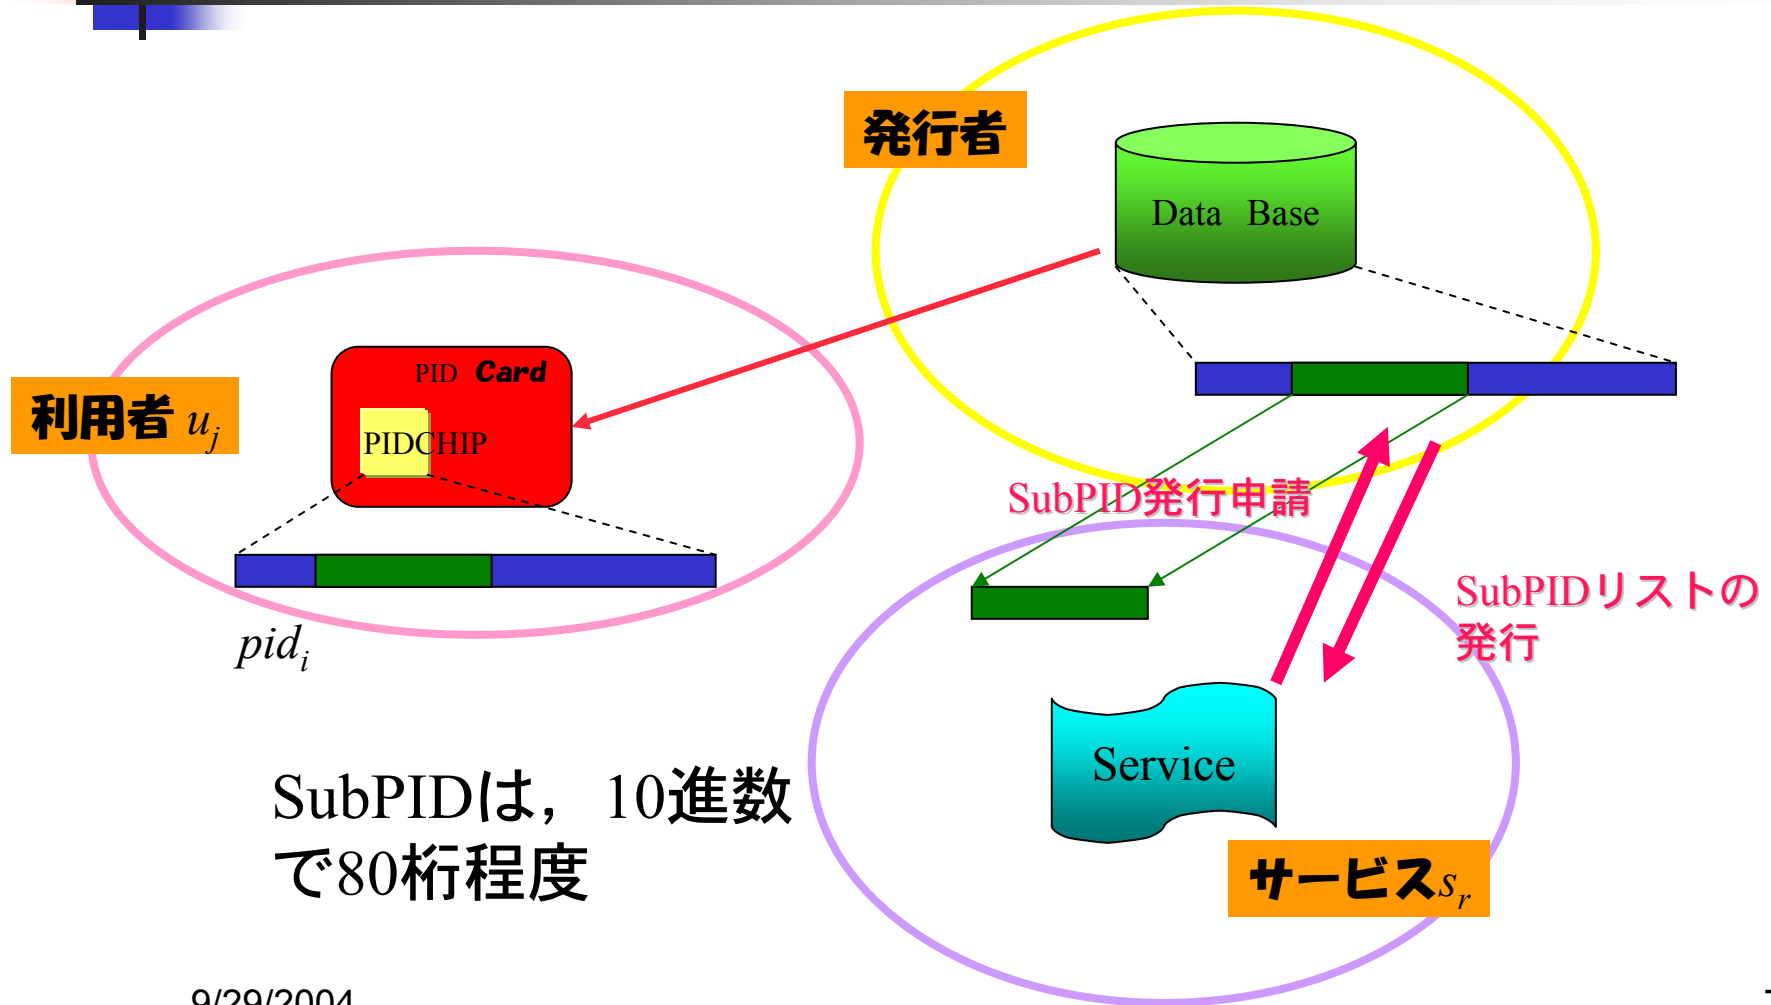 発行者
Data Base
PID Card
利用者 uj
PIDCHIP
SubPID発行申請
SubPIDリストの
発行
pidi
Service
SubPIDは，10進数
で80桁程度
サービスsr
9/29/2004